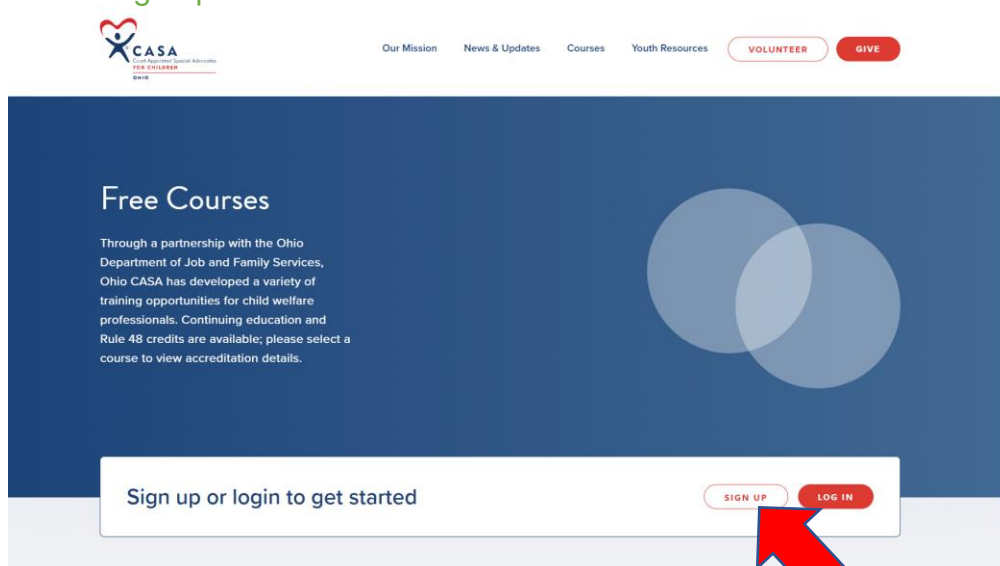 CASA
Court Appointed Special Advocates
FOR CHILDREN
OHIO
Our Mission News & Updates Courses Youth Resources VOLUNTEER GIVE
Free Courses
Through a partnership with the Ohio
Department of Job and Family Services,
Ohio CASA has developed a variety of
training opportunities for child welfare
professionals. Continuing education and
Rule 48 credits are available; please select a
course to view accreditation details.
Sign up or login to get started SIGN UP LOG IN